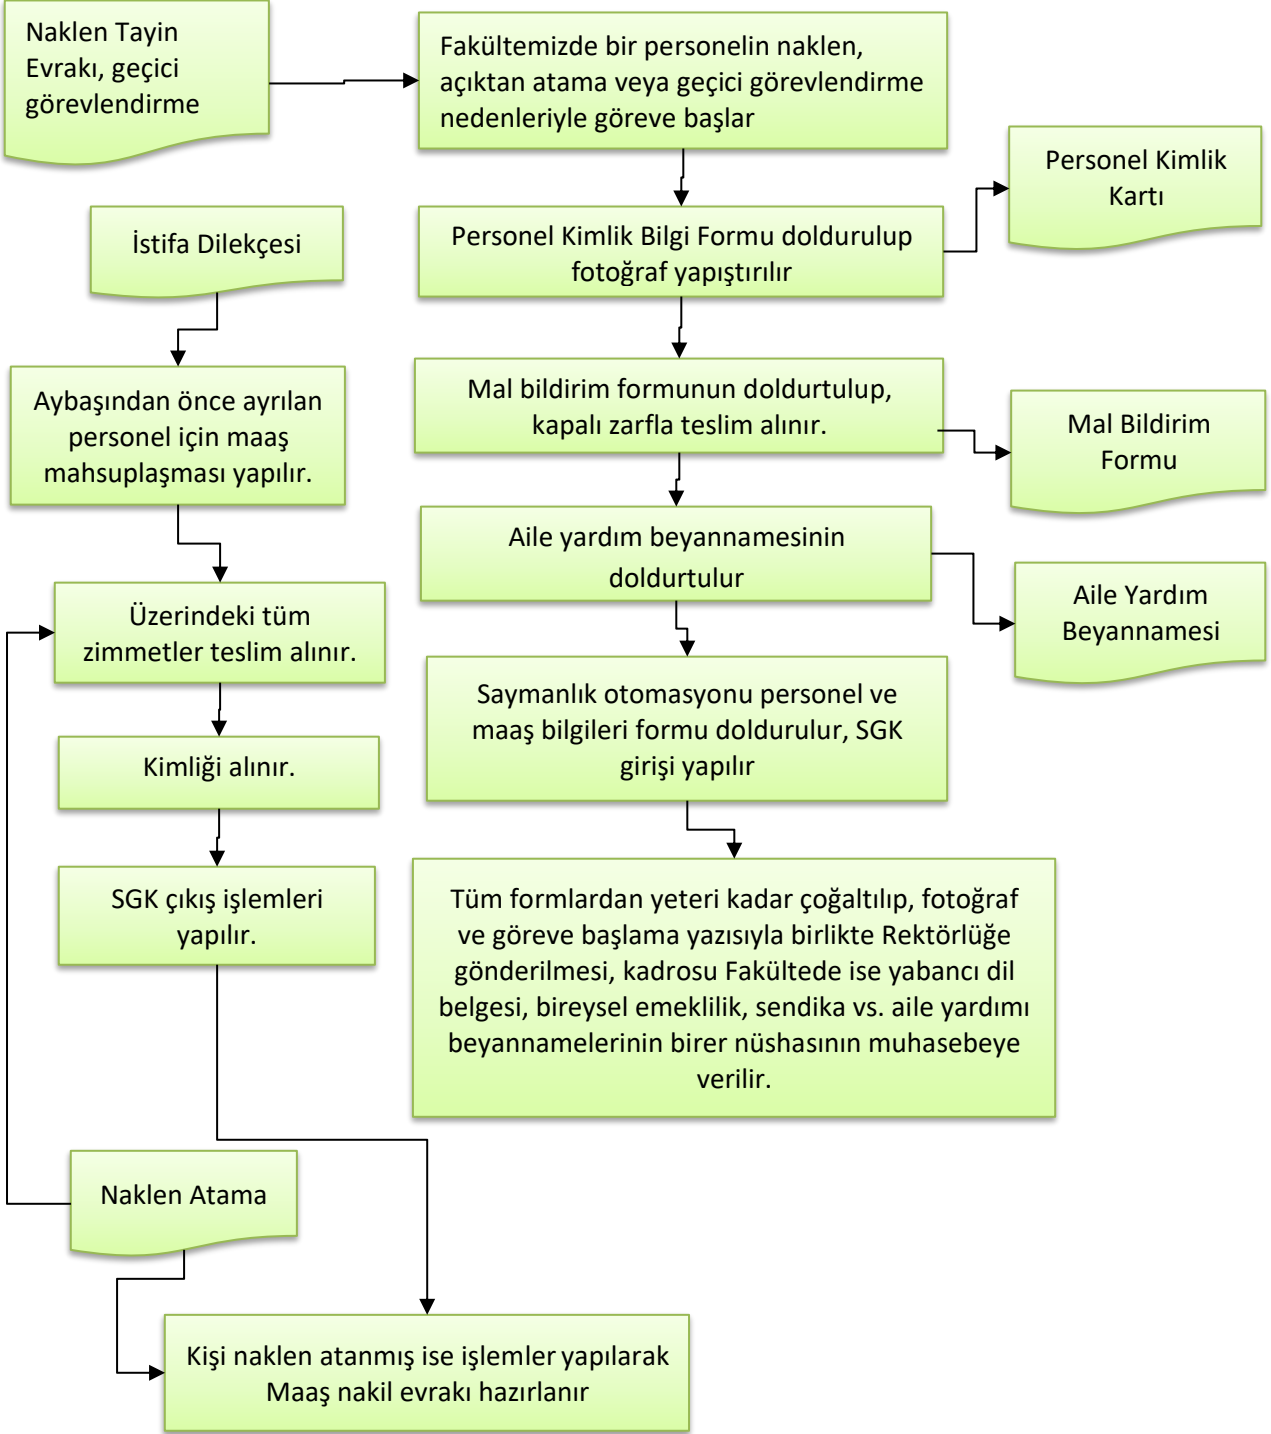 Naklen Tayin
Evrakı, geçici
görevlendirme
Fakültemizde bir personelin naklen,
açıktan atama veya geçici görevlendirme
nedenleriyle göreve başlar
Personel Kimlik
Kartı
İstifa Dilekçesi
Personel Kimlik Bilgi Formu doldurulup
fotoğraf yapıştırılır
Aybaşından önce ayrılan
personel için maaş
mahsuplaşması yapılır.
Mal bildirim formunun doldurtulup,
kapalı zarfla teslim alınır.
Mal Bildirim
Formu
Aile yardım beyannamesinin
doldurtulur
Aile Yardım
Beyannamesi
Üzerindeki tüm
zimmetler teslim alınır.
Saymanlık otomasyonu personel ve
maaş bilgileri formu doldurulur, SGK
girişi yapılır
Kimliği alınır.
SGK çıkış işlemleri
yapılır.
Tüm formlardan yeteri kadar çoğaltılıp, fotoğraf
ve göreve başlama yazısıyla birlikte Rektörlüğe
gönderilmesi, kadrosu Fakültede ise yabancı dil
belgesi, bireysel emeklilik, sendika vs. aile yardımı
beyannamelerinin birer nüshasının muhasebeye
verilir.
Naklen Atama
Kişi naklen atanmış ise işlemler yapılarak
Maaş nakil evrakı hazırlanır